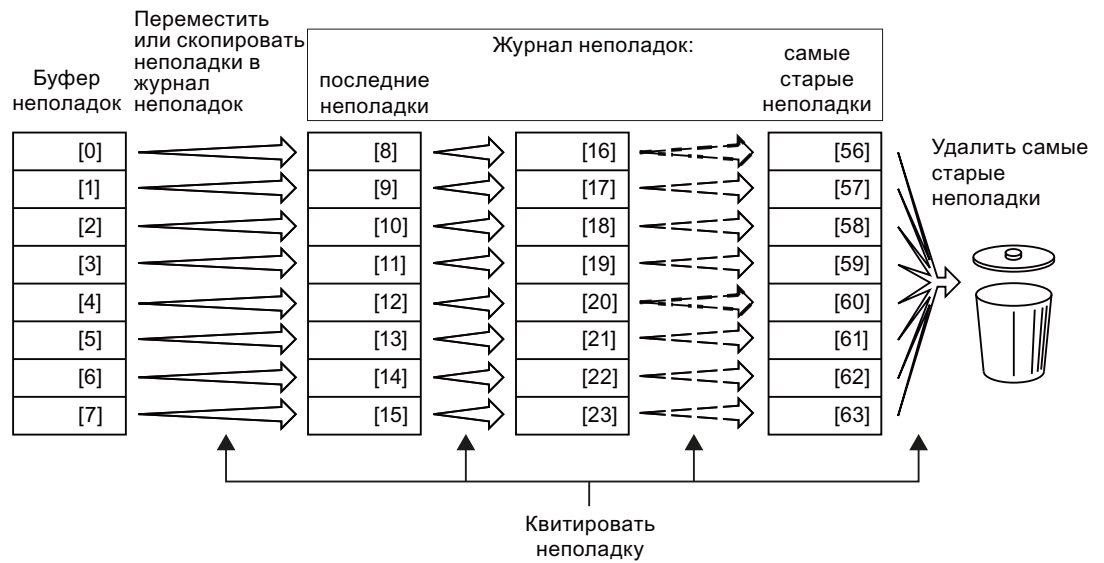 Переместить
или скопировать
неполадки в
журнал
неполадок
Буфер
неполадок
Журнал неполадок:
последние
неполадки
самые
старые
неполадки
[0] [8] [16] [56]
[1] [9] [17] [57]
[2] [10] [18] [58]
[3] [11] [19] [59]
[4] [12] [20] [60]
[5] [13] [21] [61]
[6] [14] [22] [62]
[7] [15] [23] [63]
Удалить самые
старые
неполадки
Квитировать
неполадку